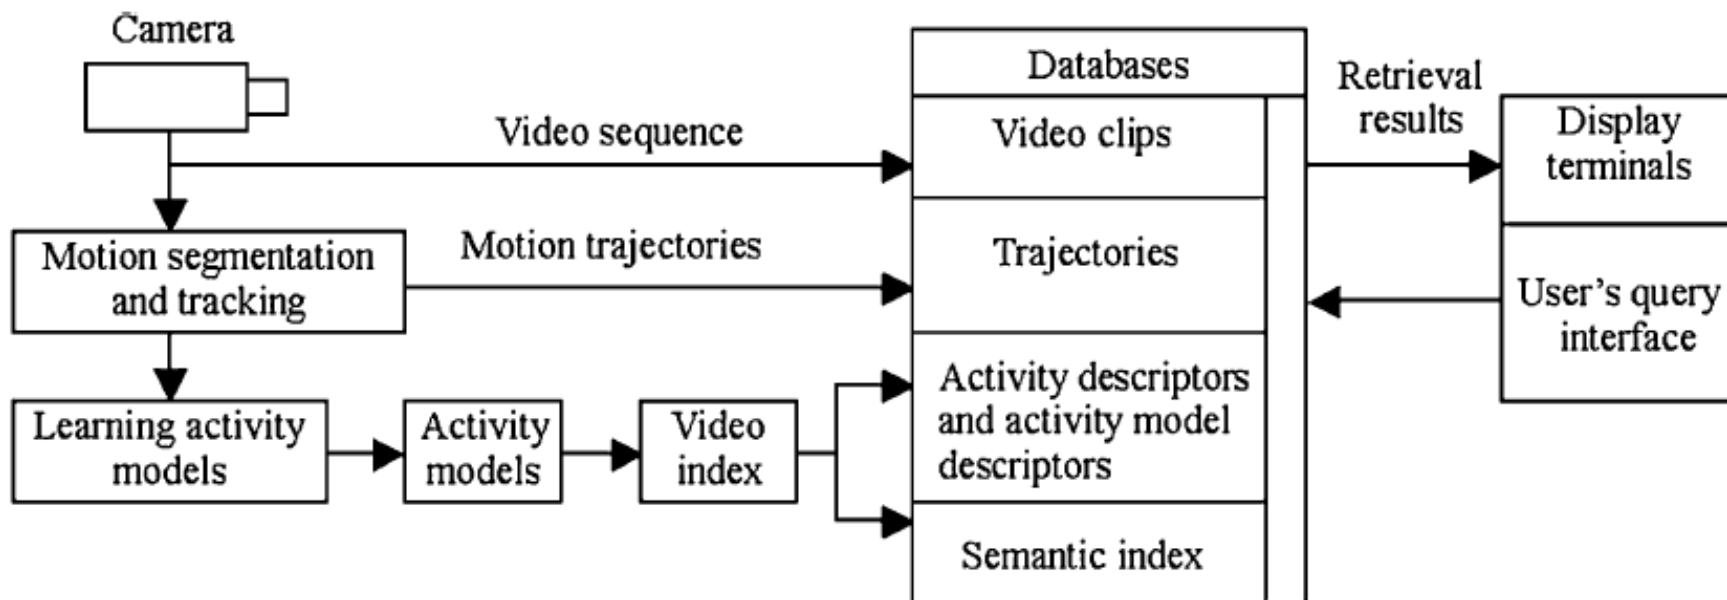 Camera
Databases
Retrieval
results
Video sequence
Video clips
Display
terminals
Motion segmentation
and tracking
Motion trajectories
Trajectories
User's query
interface
Learning activity
models
Activity
models
Video
index
Activity descriptors
and activity model
descriptors
Semantic index